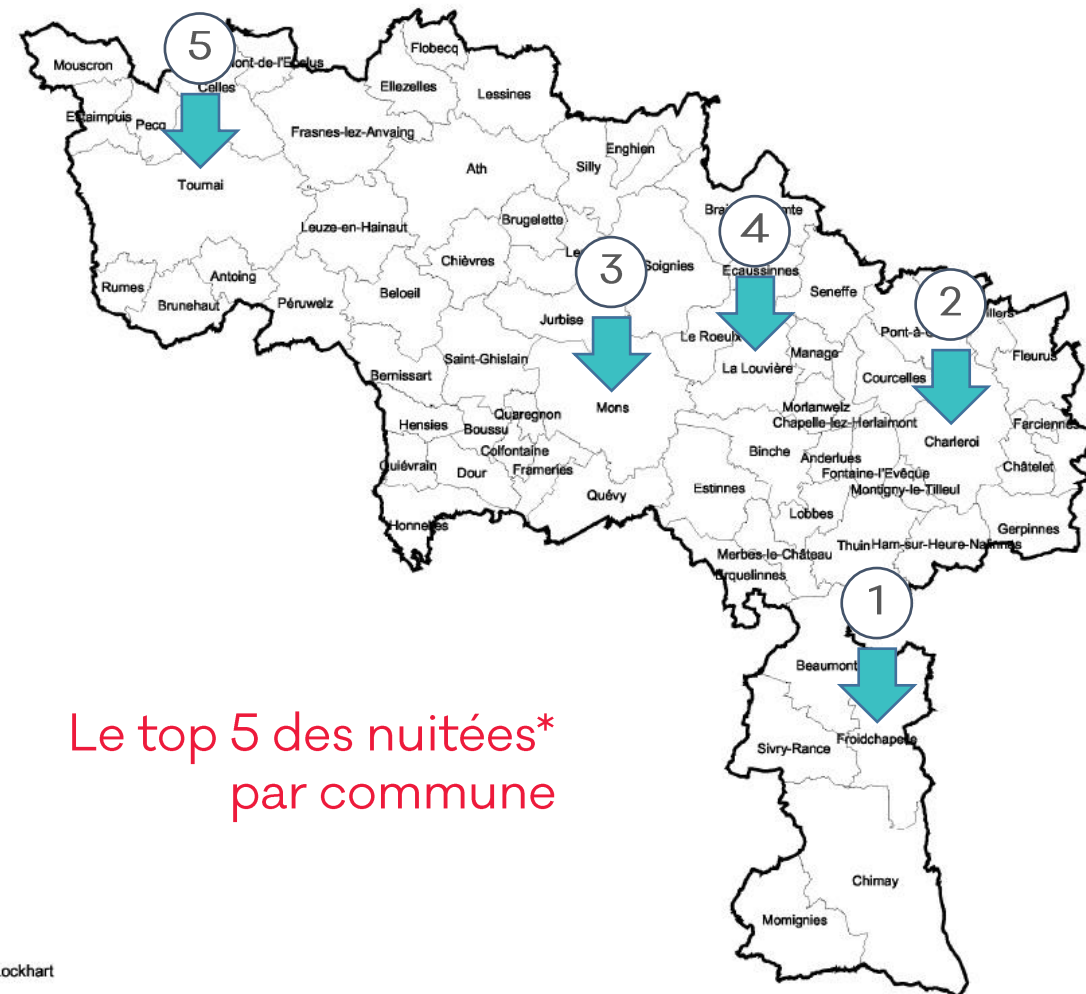 5
Flobecq
Mouscron
Celles
Ellezelles
Lessines
Pecq
Frasnes-lez-Anvaing
Enghien
Silly
Ath
Tournai
Brugelette
Leuze-en-Hainaut
4
Chièvres
3
Soignies
Ecaussinnes
Antoing
Rumes
Beloeil
Seneffe
2
Brunehaut
Péruwelz
Jurbise
Le Roeulx
Manage
Fleurus
Saint-Ghislain
La Louvière
Bernissart
Courcelles
Mons
Morlanwelz
Quaregnon
Chapelle-lez-Herlaimont
Hensies
Boussu
Farciennes
Charleroi
Colfontaine
Binche
Anderlues
Quiévrain
Dour
Frameries
Fontaine-l'Evêque
Châtelet
Estinnes
Montigny-le-Tilleul
Quévy
Lobbes
Honnelles
Gerpinnes
Thuin
Ham-sur-Heure-Nalinnes
Merbes-le-Château
Erquelinnes
1
Beaumont
Le top 5 des nuitées*
par commune
Froidchapelle
Sivry-Rance
Chimay
Momignies
Lockhart